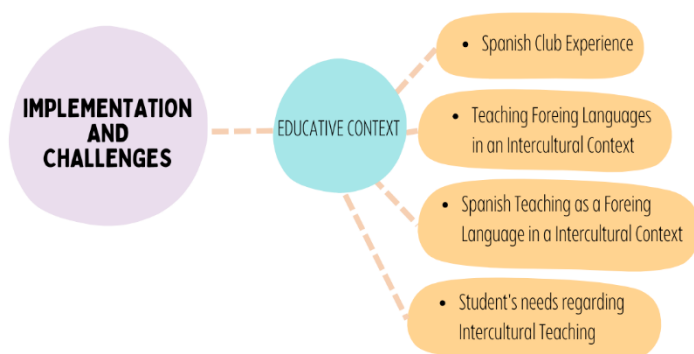 IMPLEMENTATION
AND
CHALLENGES
EDUCATIVE CONTEXT
• Spanish Club Experience
• Teaching Foreing Languages
in an Intercultural Context
• Spanish Teaching as a Foreing
Language in a Intercultural Context
• Student's needs regarding
Intercultural Teaching